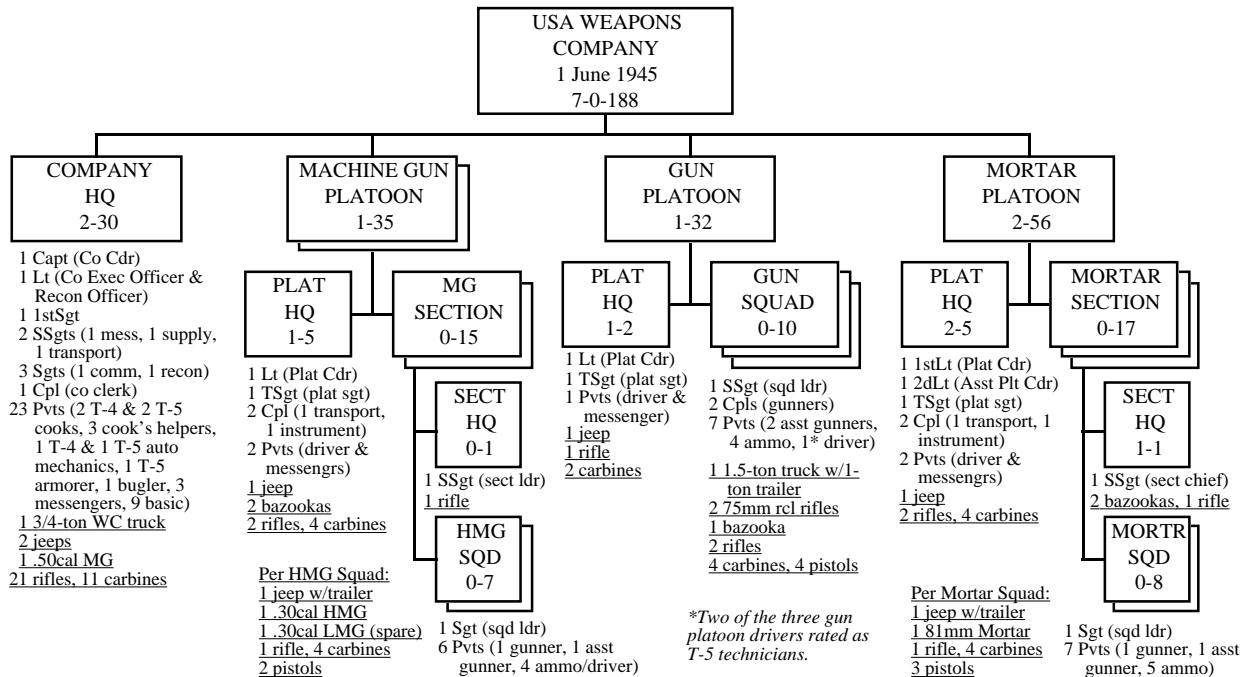 USA WEAPONS
COMPANY
1 June 1945
7-0-188
COMPANY
HQ
2-30
1 Capt (Co Cdr)
1 Lt (Co Exec Officer &
Recon Officer)
1 1stSgt
2 SSgts (1 mess, 1 supply,
1 transport)
3 Sgts (1 comm, 1 recon)
1 Cpl (co clerk)
23 Pvts (2 T-4 & 2 T-5
cooks, 3 cook's helpers,
1 T-4 & 1 T-5 auto
mechanics, 1 T-5
armorer, 1 bugler, 3
messengers, 9 basic)
1 3/4-ton WC truck
2 jeeps
1 .50cal MG
21 rifles, 11 carbines
MACHINE GUN
PLATOON
1-35
PLAT
HQ
1-5
1 Lt (Plat Cdr)
1 TSgt (plat sgt)
2 Cpl (1 transport,
1 instrument)
2 Pvts (driver &
messengrs)
1 jeep
2 bazookas
2 rifles, 4 carbines
MG
SECTION
0-15
SECT
HQ
0-1
1 SSgt (sect ldr)
1 rifle
HMG
SQD
0-7
1 Sgt (sqd ldr)
6 Pvts (1 gunner, 1 asst
gunner, 4 ammo/driver)
Per HMG Squad:
1 jeep w/trailer
1 .30cal HMG
1 .30cal LMG (spare)
1 rifle, 4 carbines
2 pistols
GUN
PLATOON
1-32
PLAT
HQ
1-2
1 Lt (Plat Cdr)
1 TSgt (plat sgt)
1 Pvts (driver &
messenger)
1 jeep
1 rifle
2 carbines
GUN
SQUAD
0-10
1 SSgt (sqd ldr)
2 Cpls (gunners)
7 Pvts (2 asst gunners,
4 ammo, 1* driver)
1 1.5-ton truck w/1-
ton trailer
2 75mm rcl rifles
1 bazooka
2 rifles
4 carbines, 4 pistols
*Two of the three gun
platoon drivers rated as
T-5 technicians.
MORTAR
PLATOON
2-56
PLAT
HQ
2-5
1 1stLt (Plat Cdr)
1 2dLt (Asst Plt Cdr)
1 TSgt (plat sgt)
2 Cpl (1 transport, 1
instrument)
2 Pvts (driver &
messengrs)
1 jeep
2 rifles, 4 carbines
MORTAR
SECTION
0-17
SECT
HQ
1-1
1 SSgt (sect chief)
2 bazookas, 1 rifle
MORTR
SQD
0-8
1 Sgt (sqd ldr)
7 Pvts (1 gunner, 1 asst
gunner, 5 ammo)
Per Mortar Squad:
1 jeep w/trailer
1 81mm Mortar
1 rifle, 4 carbines
3 pistols